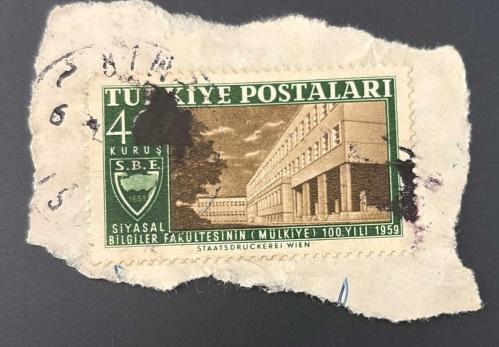 TÜRKİYE POSTALARI
4
KURUŞ
S.B.E.
1859
SİYASAL
BİLGİLER FAKÜLTESİNİN (MÜLKİYE) 100.YILI 1959
STAATSDRUCKEREI WIEN